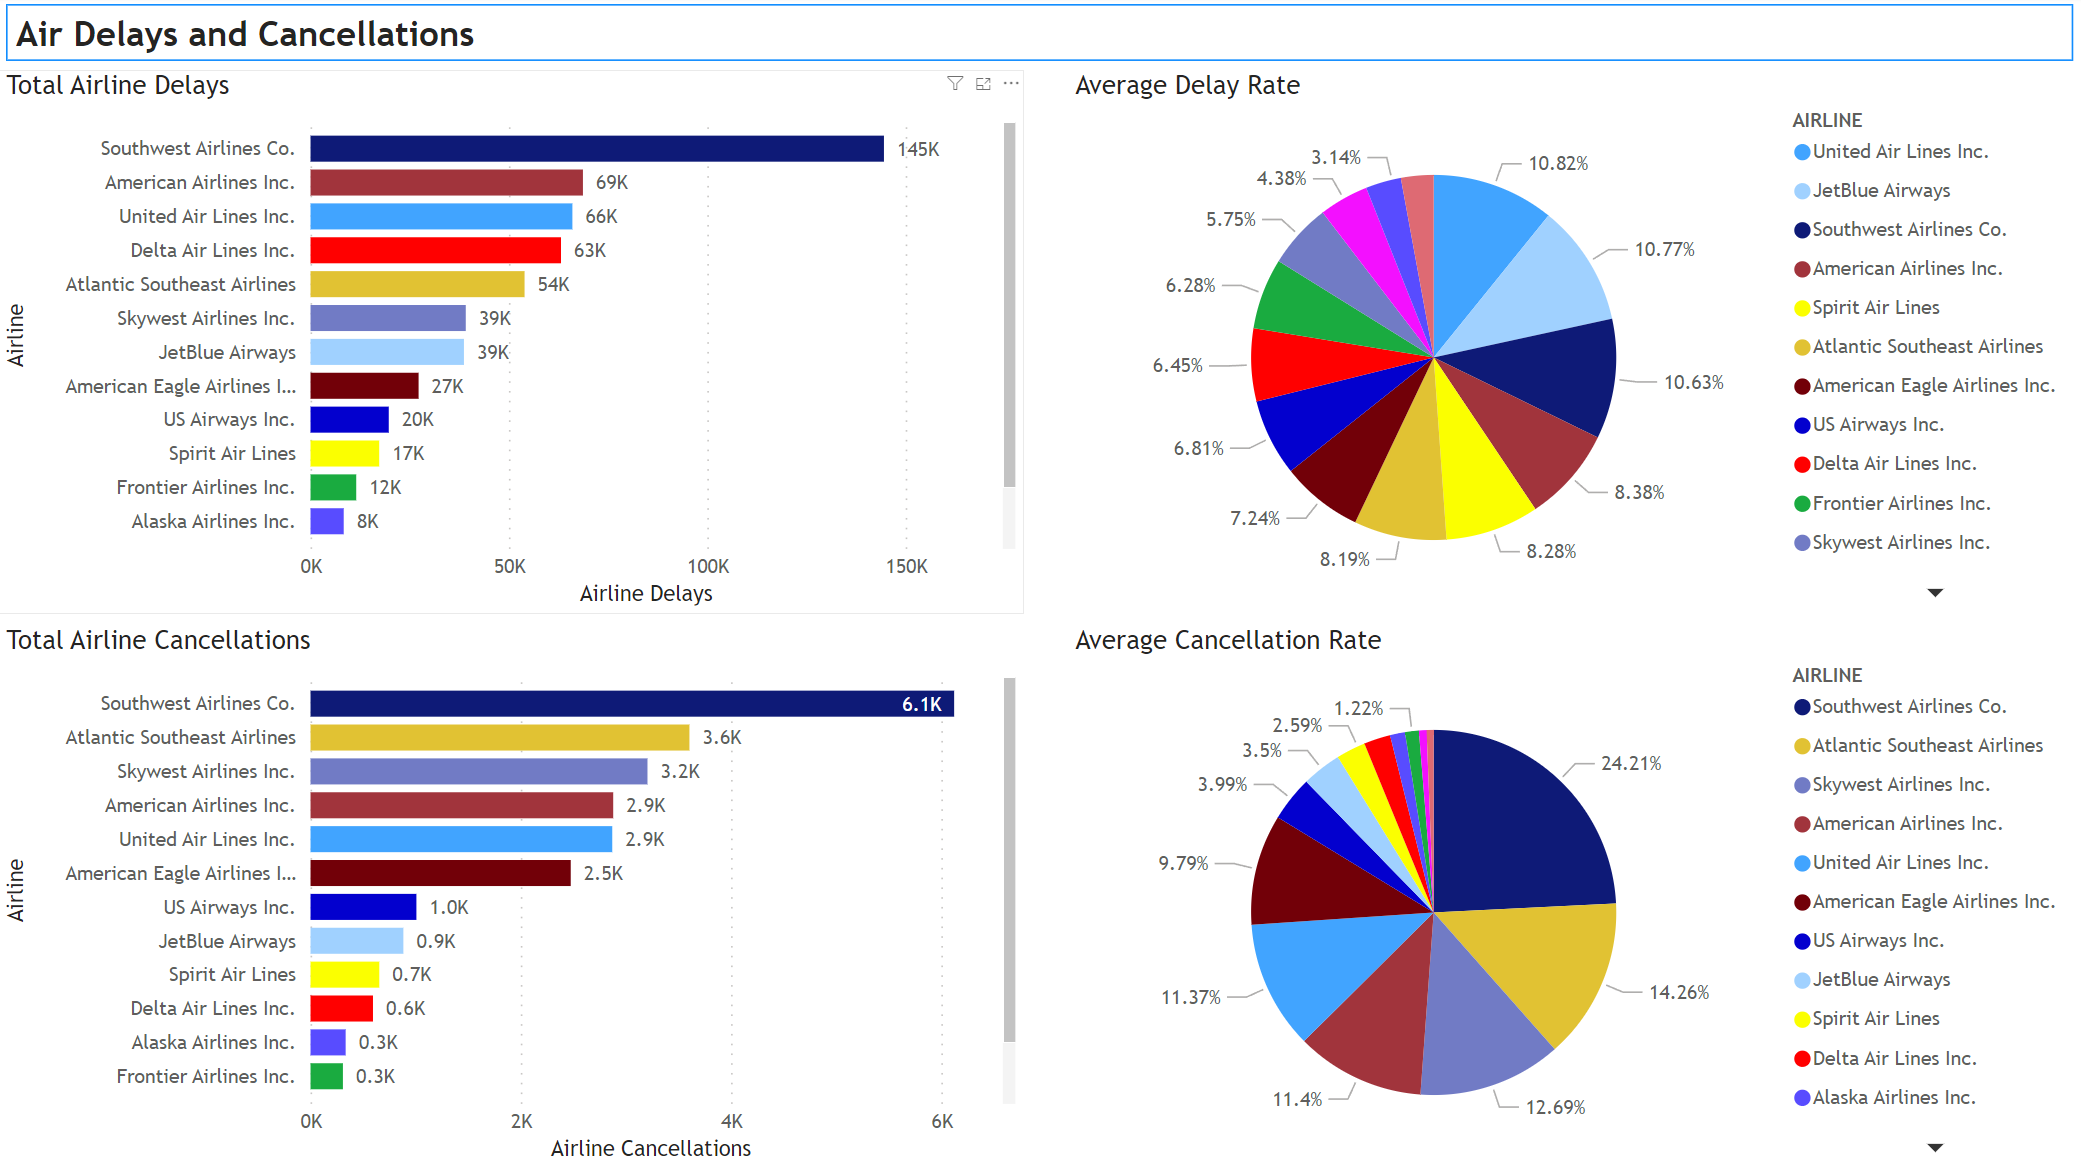 Air Delays and Cancellations
Total Airline Delays
Airline
Southwest Airlines Co. 145K
American Airlines Inc. 69K
United Air Lines Inc. 66K
Delta Air Lines Inc. 63K
Atlantic Southeast Airlines 54K
Skywest Airlines Inc. 39K
JetBlue Airways 39K
American Eagle Airlines I... 27K
US Airways Inc. 20K
Spirit Air Lines 17K
Frontier Airlines Inc. 12K
Alaska Airlines Inc. 8K
0K 50K 100K 150K
Airline Delays
Average Delay Rate
10.82%
10.77%
10.63%
8.38%
8.28%
8.19%
7.24%
6.81%
6.45%
6.28%
5.75%
4.38%
3.14%
AIRLINE
United Air Lines Inc.
JetBlue Airways
Southwest Airlines Co.
American Airlines Inc.
Spirit Air Lines
Atlantic Southeast Airlines
American Eagle Airlines Inc.
US Airways Inc.
Delta Air Lines Inc.
Frontier Airlines Inc.
Skywest Airlines Inc.
Total Airline Cancellations
Airline
Southwest Airlines Co. 6.1K
Atlantic Southeast Airlines 3.6K
Skywest Airlines Inc. 3.2K
American Airlines Inc. 2.9K
United Air Lines Inc. 2.9K
American Eagle Airlines I... 2.5K
US Airways Inc. 1.0K
JetBlue Airways 0.9K
Spirit Air Lines 0.7K
Delta Air Lines Inc. 0.6K
Alaska Airlines Inc. 0.3K
Frontier Airlines Inc. 0.3K
0K 2K 4K 6K
Airline Cancellations
Average Cancellation Rate
24.21%
14.26%
12.69%
11.4%
11.37%
9.79%
3.99%
3.5%
2.59%
1.22%
AIRLINE
Southwest Airlines Co.
Atlantic Southeast Airlines
Skywest Airlines Inc.
American Airlines Inc.
United Air Lines Inc.
American Eagle Airlines Inc.
US Airways Inc.
JetBlue Airways
Spirit Air Lines
Delta Air Lines Inc.
Alaska Airlines Inc.